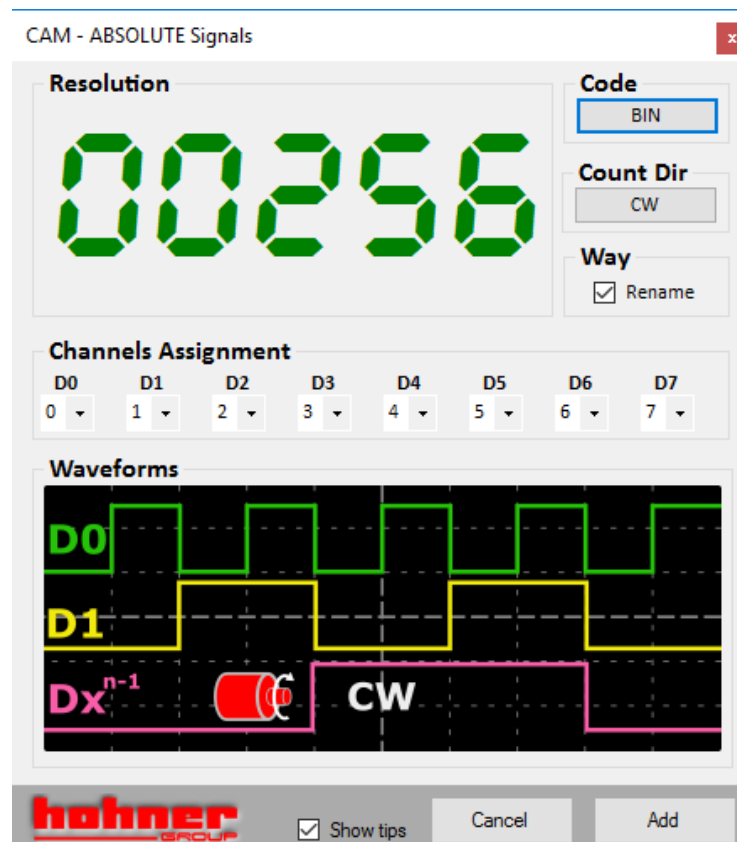 CAM - ABSOLUTE Signals
x
Resolution
00256
Code
BIN
Count Dir
CW
Way
Rename
Channels Assignment
D0 D1 D2 D3 D4 D5 D6 D7
0 1 2 3 4 5 6 7
Waveforms
D0
D1
Dxⁿ⁻¹
CW
hohner
GROUP
Show tips
Cancel
Add